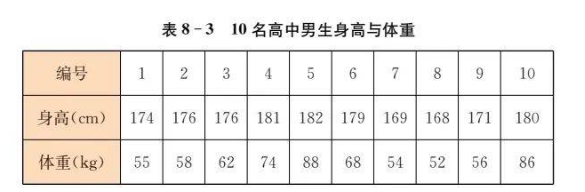 表8-3 10名高中男生身高与体重
编号 1 2 3 4 5 6 7 8 9 10
身高(cm) 174 176 176 181 182 179 169 168 171 180
体重(kg) 55 58 62 74 88 68 54 52 56 86